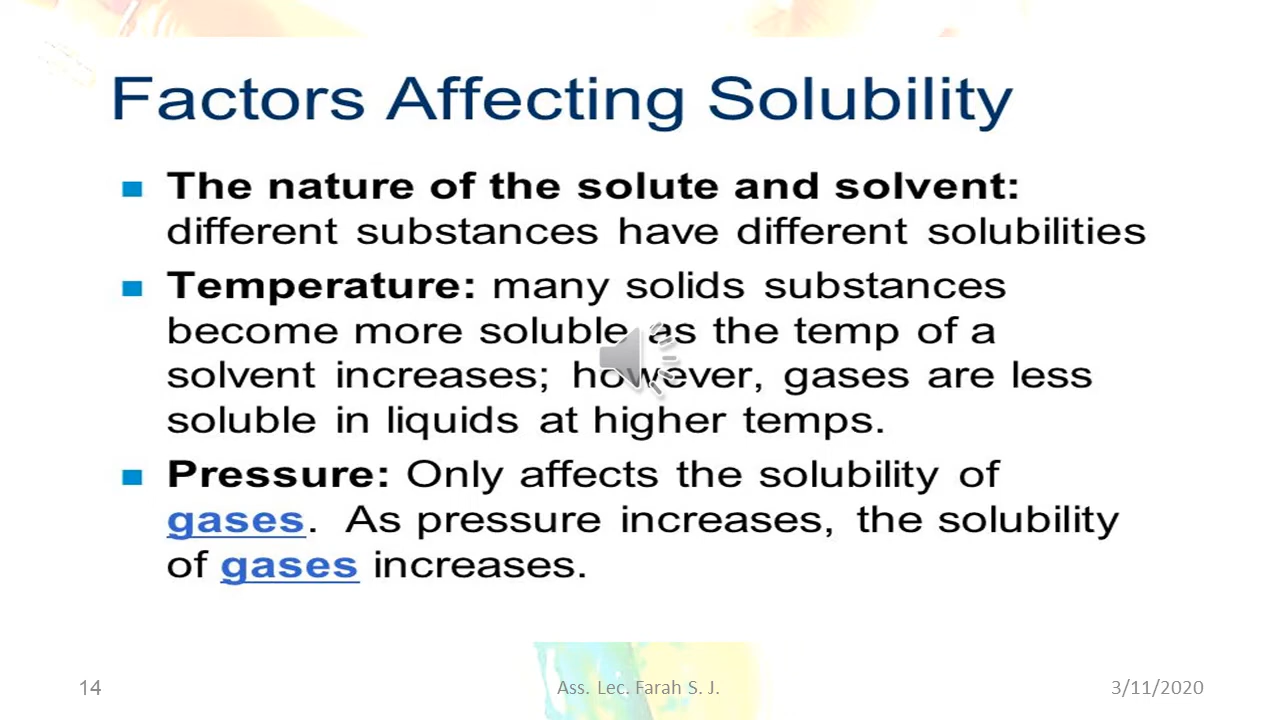 Factors Affecting Solubility
The nature of the solute and solvent:
different substances have different solubilities
Temperature: many solids substances
become more soluble as the temp of a
solvent increases; however, gases are less
soluble in liquids at higher temps.
Pressure: Only affects the solubility of
gases. As pressure increases, the solubility
of gases increases.
14
Ass. Lec. Farah S. J.
3/11/2020